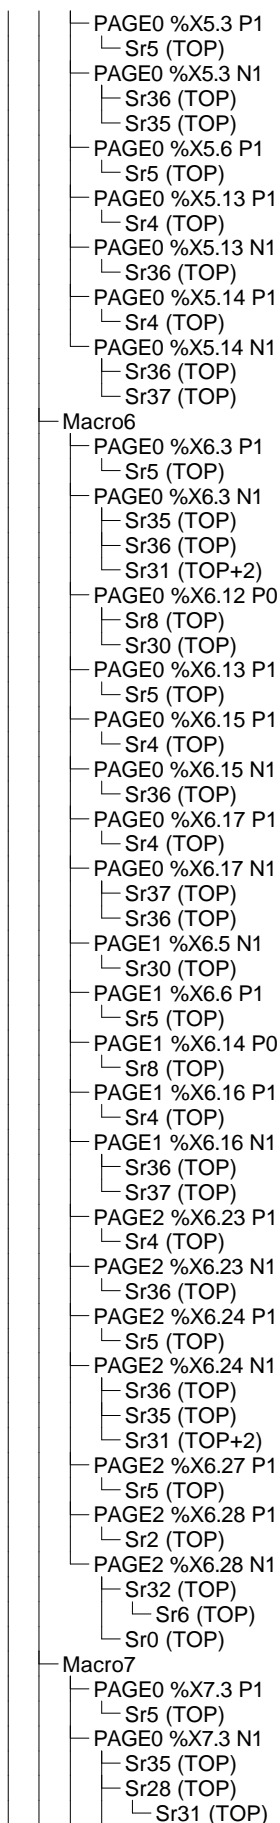 PAGE0 %X5.3 P1
Sr5 (TOP)
PAGE0 %X5.3 N1
Sr36 (TOP)
Sr35 (TOP)
PAGE0 %X5.6 P1
Sr5 (TOP)
PAGE0 %X5.13 P1
Sr4 (TOP)
PAGE0 %X5.13 N1
Sr36 (TOP)
PAGE0 %X5.14 P1
Sr4 (TOP)
PAGE0 %X5.14 N1
Sr36 (TOP)
Sr37 (TOP)
Macro6
PAGE0 %X6.3 P1
Sr5 (TOP)
PAGE0 %X6.3 N1
Sr35 (TOP)
Sr36 (TOP)
Sr31 (TOP+2)
PAGE0 %X6.12 P0
Sr8 (TOP)
Sr30 (TOP)
PAGE0 %X6.13 P1
Sr5 (TOP)
PAGE0 %X6.15 P1
Sr4 (TOP)
PAGE0 %X6.15 N1
Sr36 (TOP)
PAGE0 %X6.17 P1
Sr4 (TOP)
PAGE0 %X6.17 N1
Sr37 (TOP)
Sr36 (TOP)
PAGE1 %X6.5 N1
Sr30 (TOP)
PAGE1 %X6.6 P1
Sr5 (TOP)
PAGE1 %X6.14 P0
Sr8 (TOP)
PAGE1 %X6.16 P1
Sr4 (TOP)
PAGE1 %X6.16 N1
Sr36 (TOP)
Sr37 (TOP)
PAGE2 %X6.23 P1
Sr4 (TOP)
PAGE2 %X6.23 N1
Sr36 (TOP)
PAGE2 %X6.24 P1
Sr5 (TOP)
PAGE2 %X6.24 N1
Sr36 (TOP)
Sr35 (TOP)
Sr31 (TOP+2)
PAGE2 %X6.27 P1
Sr5 (TOP)
PAGE2 %X6.28 P1
Sr2 (TOP)
PAGE2 %X6.28 N1
Sr32 (TOP)
Sr6 (TOP)
Sr0 (TOP)
Macro7
PAGE0 %X7.3 P1
Sr5 (TOP)
PAGE0 %X7.3 N1
Sr35 (TOP)
Sr28 (TOP)
Sr31 (TOP)